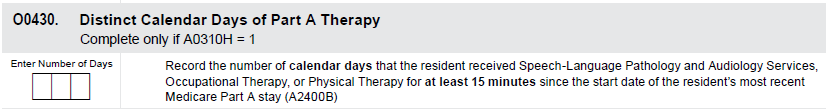 O0430. Distinct Calendar Days of Part A Therapy
Complete only if A0310H = 1
Enter Number of Days
Record the number of calendar days that the resident received Speech-Language Pathology and Audiology Services,
Occupational Therapy, or Physical Therapy for at least 15 minutes since the start date of the resident's most recent
Medicare Part A stay (A2400B)